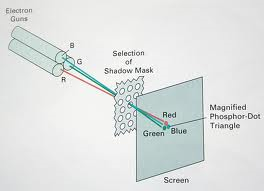 Electron
Guns
B
G
R
Selection
of
Shadow Mask
Red
Green
Blue
Magnified
Phosphor-Dot
Triangle
Screen